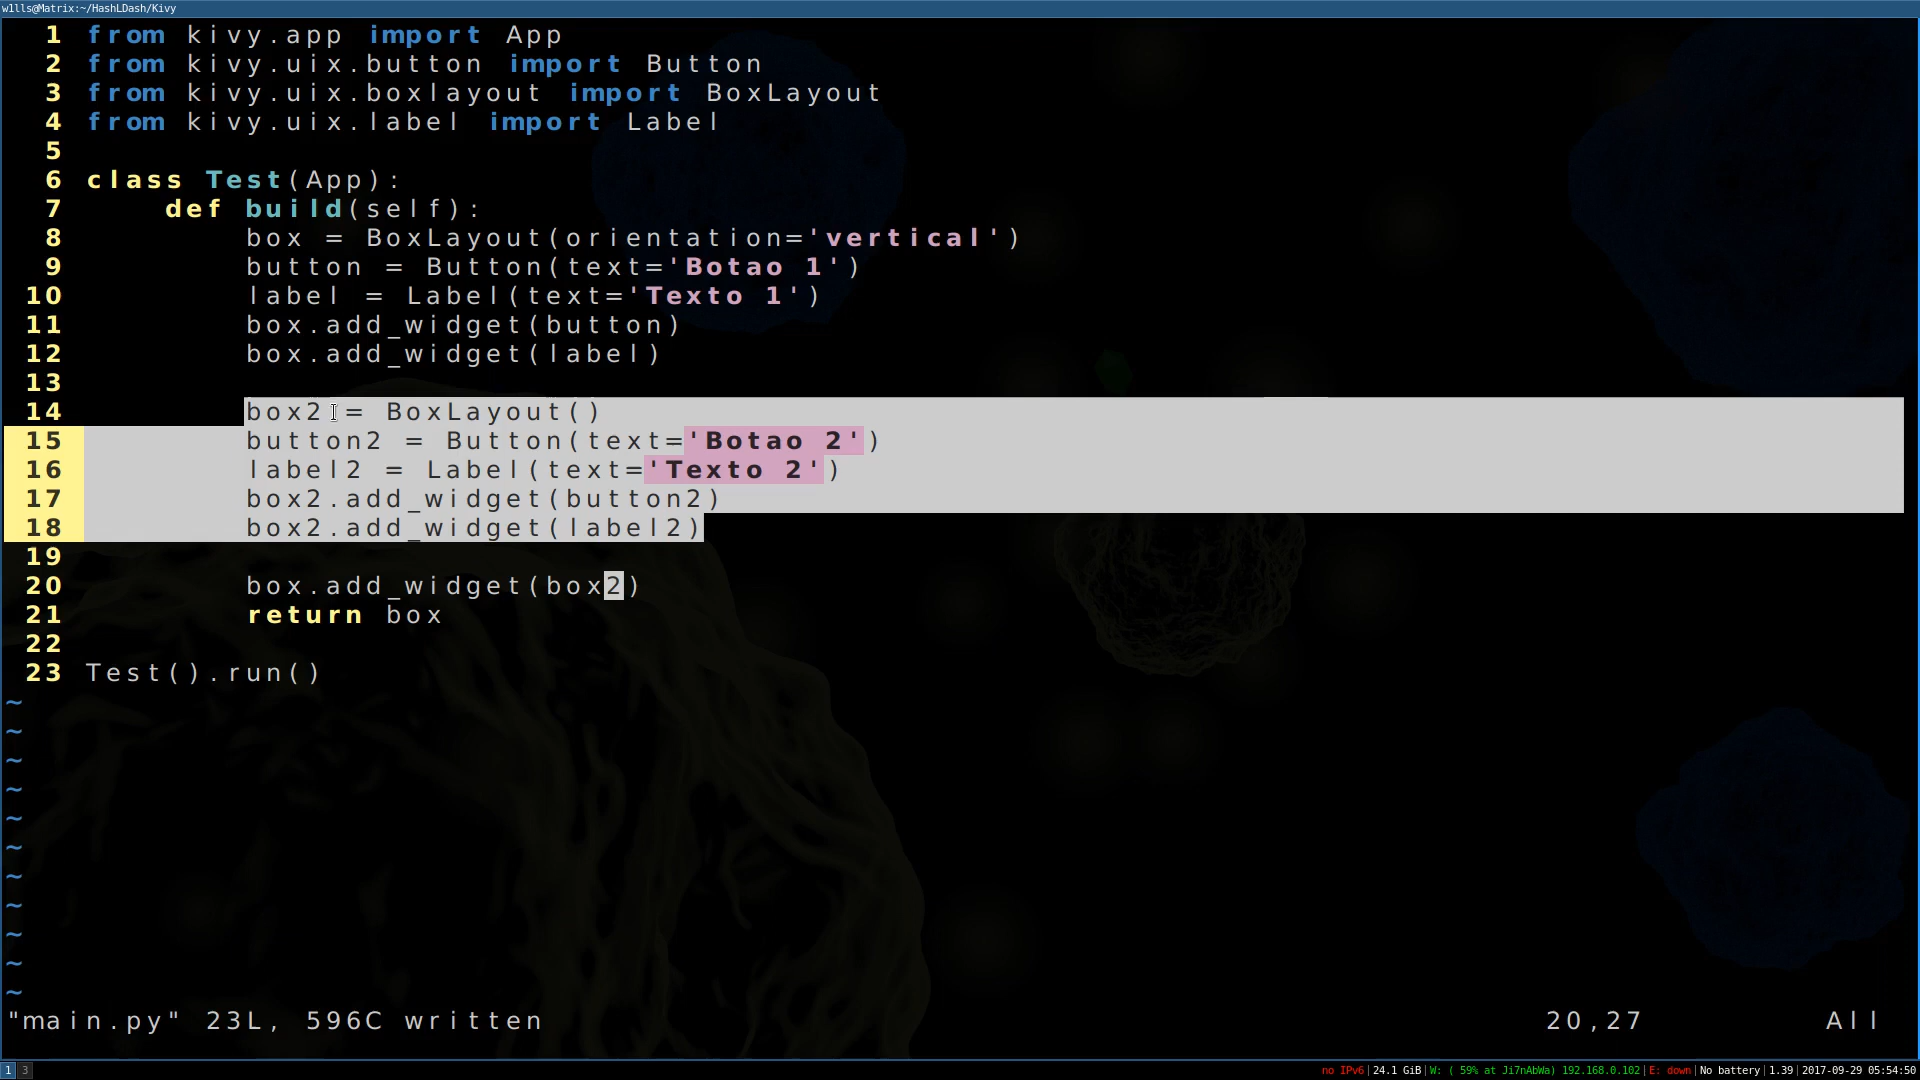 w1lls@Matrix:~/HashLDash/Kivy
1 from kivy.app import App
2 from kivy.uix.button import Button
3 from kivy.uix.boxlayout import BoxLayout
4 from kivy.uix.label import Label
5
6 class Test(App):
7     def build(self):
8         box = BoxLayout(orientation='vertical')
9         button = Button(text='Botao 1')
10         label = Label(text='Texto 1')
11         box.add_widget(button)
12         box.add_widget(label)
13
14         box2 = BoxLayout()
15         button2 = Button(text='Botao 2')
16         label2 = Label(text='Texto 2')
17         box2.add_widget(button2)
18         box2.add_widget(label2)
19
20         box.add_widget(box2)
21         return box
22
23 Test().run()
~
~
~
~
~
~
~
~
~
~
~
"main.py" 23L, 596C written 20,27 All
1 3 no IPv6|24.1 GiB|W: ( 59% at Ji7nAbWa) 192.168.0.102|E: down|No battery|1.39|2017-09-29 05:54:50